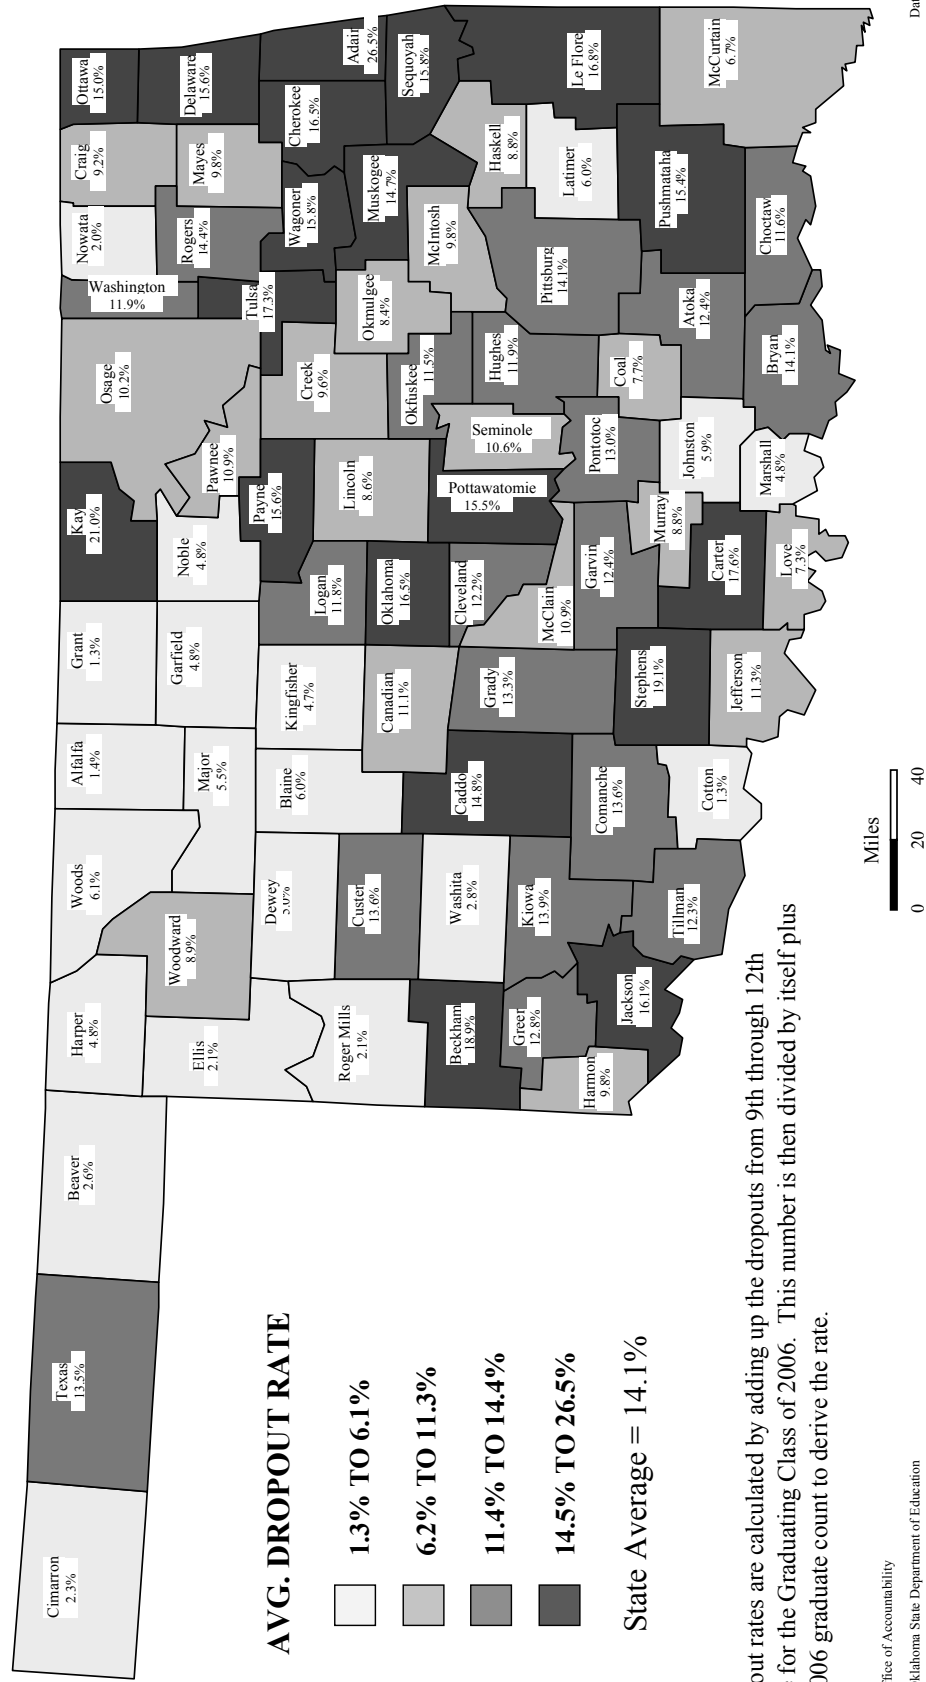 Cimarron
2.3%
Texas
13.5%
Beaver
2.6%
Harper
4.8%
Woods
6.1%
Alfalfa
1.4%
Grant
1.3%
Kay
21.0%
Osage
10.2%
Washington
11.9%
Nowata
2.0%
Craig
9.2%
Ottawa
15.0%
Ellis
2.1%
Woodward
8.9%
Major
5.5%
Garfield
4.8%
Noble
4.8%
Pawnee
10.9%
Rogers
14.4%
Mayes
9.8%
Delaware
15.6%
Roger Mills
2.1%
Dewey
Blaine
6.0%
Kingfisher
4.7%
Logan
11.8%
Payne
15.6%
Creek
9.6%
Tulsa
17.3%
Wagoner
15.8%
Cherokee
16.5%
Adair
26.5%
Custer
13.6%
Canadian
11.1%
Oklahoma
16.5%
Lincoln
8.6%
Okfuskee
11.5%
Okmulgee
8.4%
Muskogee
14.7%
Sequoyah
15.8%
Beckham
18.9%
Washita
2.8%
Caddo
14.8%
Grady
13.3%
Cleveland
12.2%
McClain
10.9%
Pottawatomie
15.5%
Seminole
10.6%
Hughes
11.9%
McIntosh
9.8%
Haskell
8.8%
Le Flore
16.8%
Harmon
9.8%
Greer
12.8%
Kiowa
13.9%
Comanche
13.6%
Stephens
19.1%
Garvin
12.4%
Pontotoc
13.0%
Coal
7.7%
Pittsburg
14.1%
Latimer
6.0%
Jackson
16.1%
Tillman
12.3%
Cotton
1.3%
Jefferson
11.3%
Carter
17.6%
Murray
8.8%
Johnston
5.9%
Atoka
12.4%
Pushmataha
15.4%
McCurtain
6.7%
Love
7.3%
Marshall
4.8%
Bryan
14.1%
Choctaw
11.6%
AVG. DROPOUT RATE
1.3% TO 6.1%
6.2% TO 11.3%
11.4% TO 14.4%
14.5% TO 26.5%
State Average = 14.1%
out rates are calculated by adding up the dropouts from 9th through 12th
for the Graduating Class of 2006. This number is then divided by itself plus
006 graduate count to derive the rate.
Miles
0 20 40
ffice of Accountability
klahoma State Department of Education
Dat